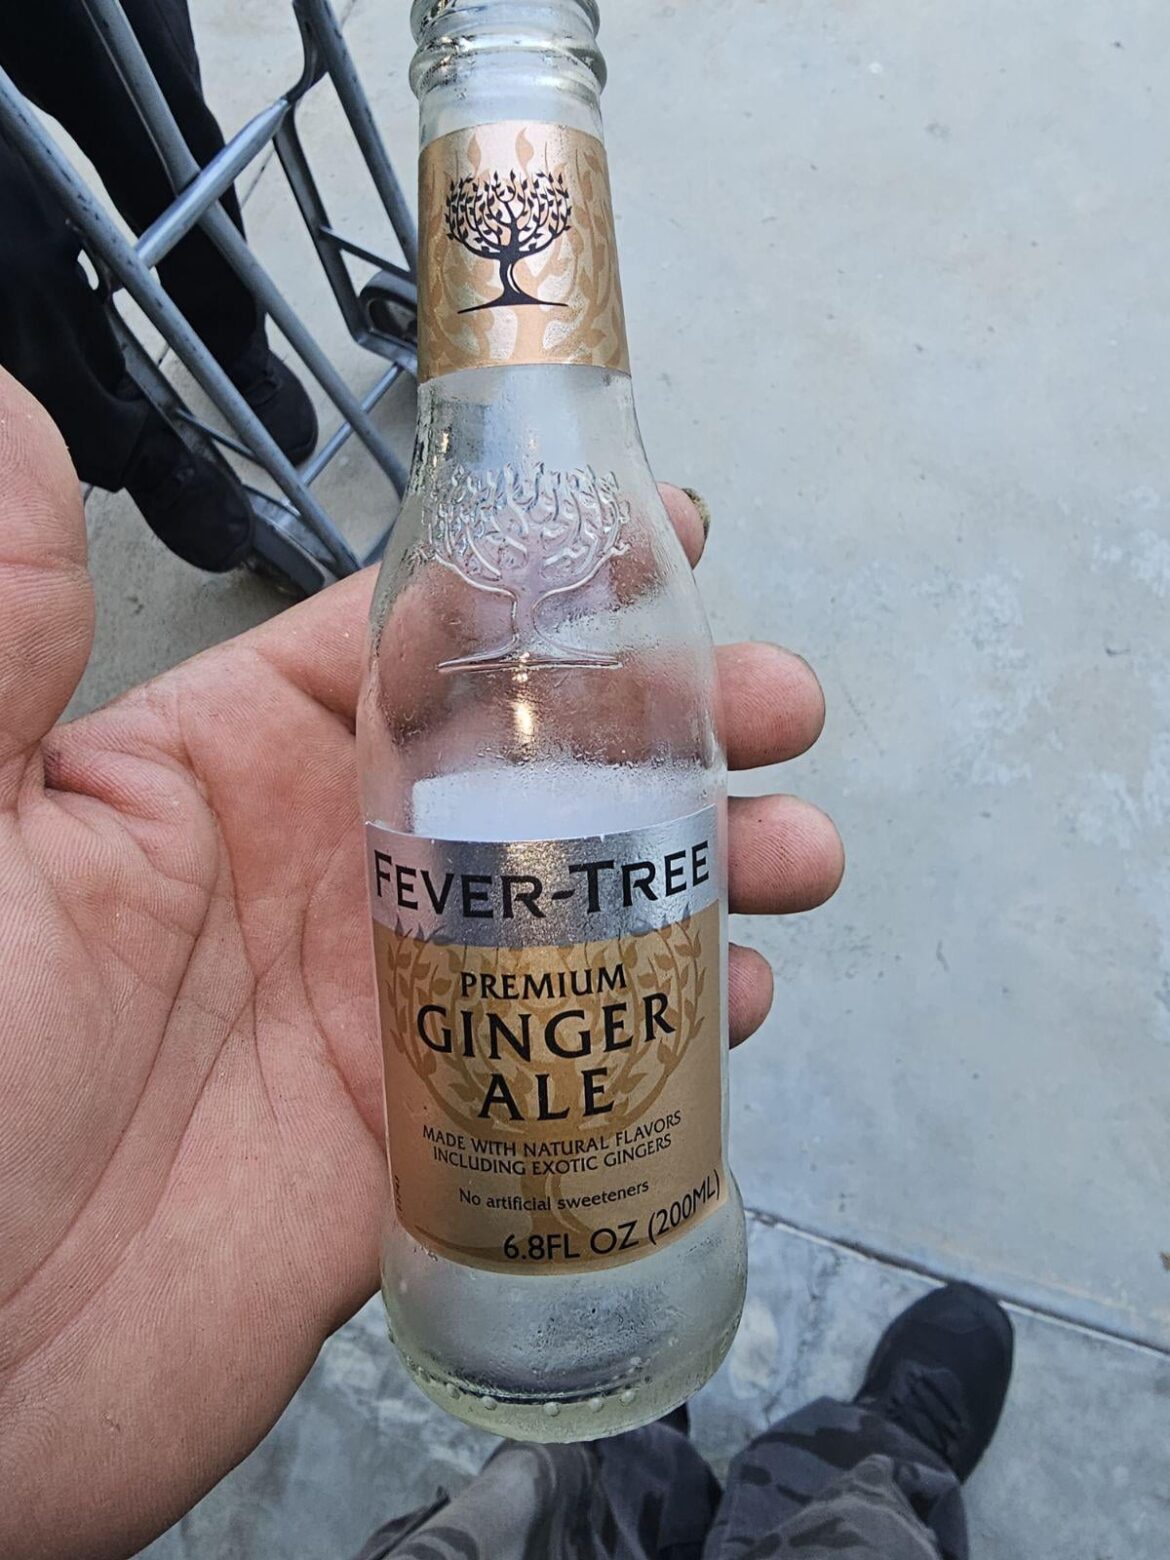 FEVER-TREE
PREMIUM
GINGER
ALE
MADE WITH NATURAL FLAVORS
INCLUDING EXOTIC GINGERS
No artificial sweeteners
6.8FL OZ (200ML)